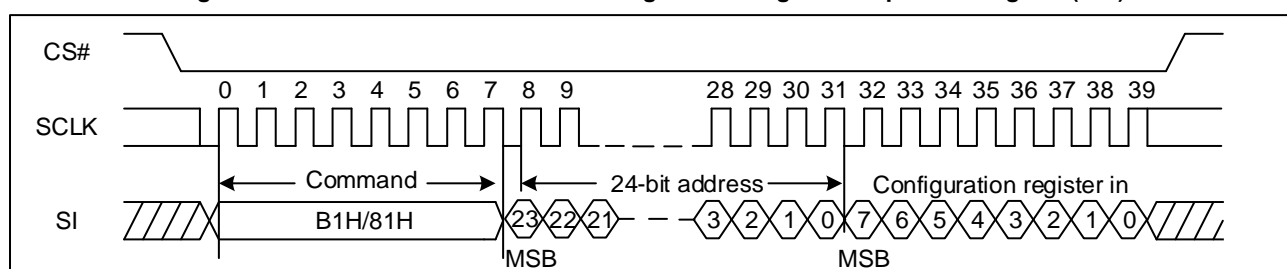 CS#
0 1 2 3 4 5 6 7 8 9 28 29 30 31 32 33 34 35 36 37 38 39
SCLK
Command 24-bit address Configuration register in
SI B1H/81H 23 22 21 3 2 1 0 7 6 5 4 3 2 1 0
MSB MSB